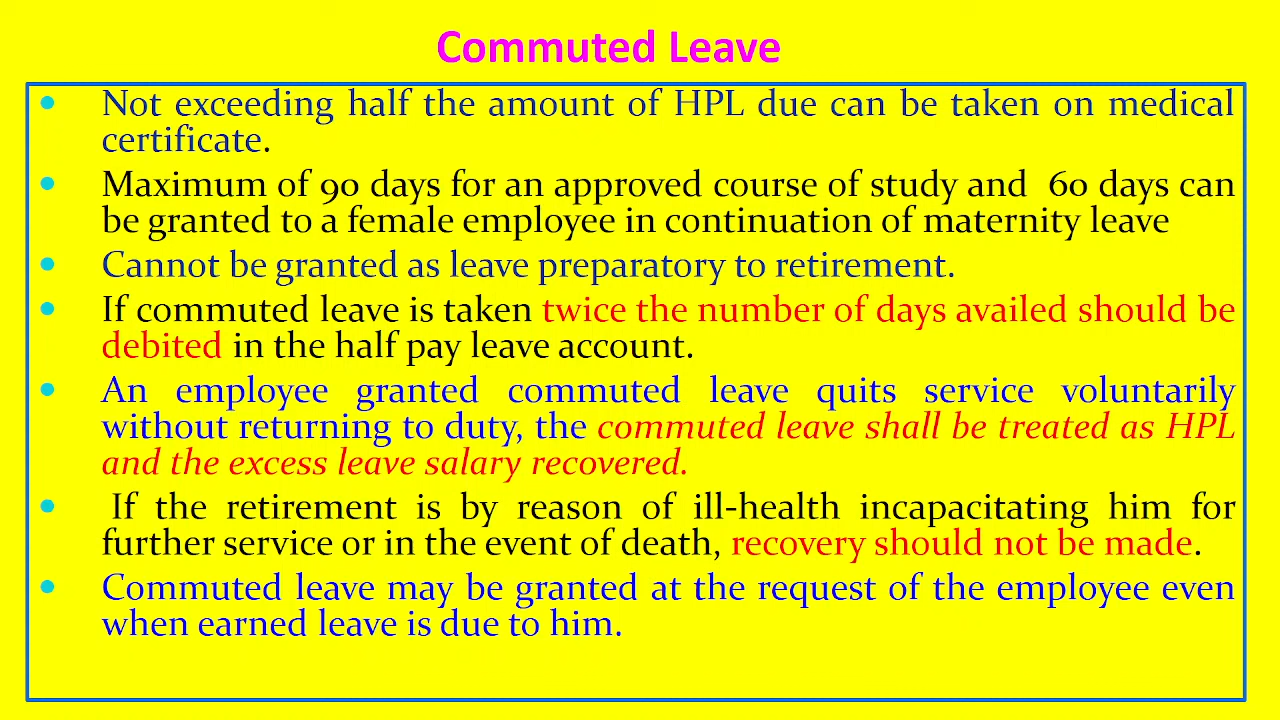 Commuted Leave
• Not exceeding half the amount of HPL due can be taken on medical
certificate.
• Maximum of 90 days for an approved course of study and 60 days can
be granted to a female employee in continuation of maternity leave
• Cannot be granted as leave preparatory to retirement.
• If commuted leave is taken twice the number of days availed should be
debited in the half pay leave account.
• An employee granted commuted leave quits service voluntarily
without returning to duty, the commuted leave shall be treated as HPL
and the excess leave salary recovered.
• If the retirement is by reason of ill-health incapacitating him for
further service or in the event of death, recovery should not be made.
• Commuted leave may be granted at the request of the employee even
when earned leave is due to him.